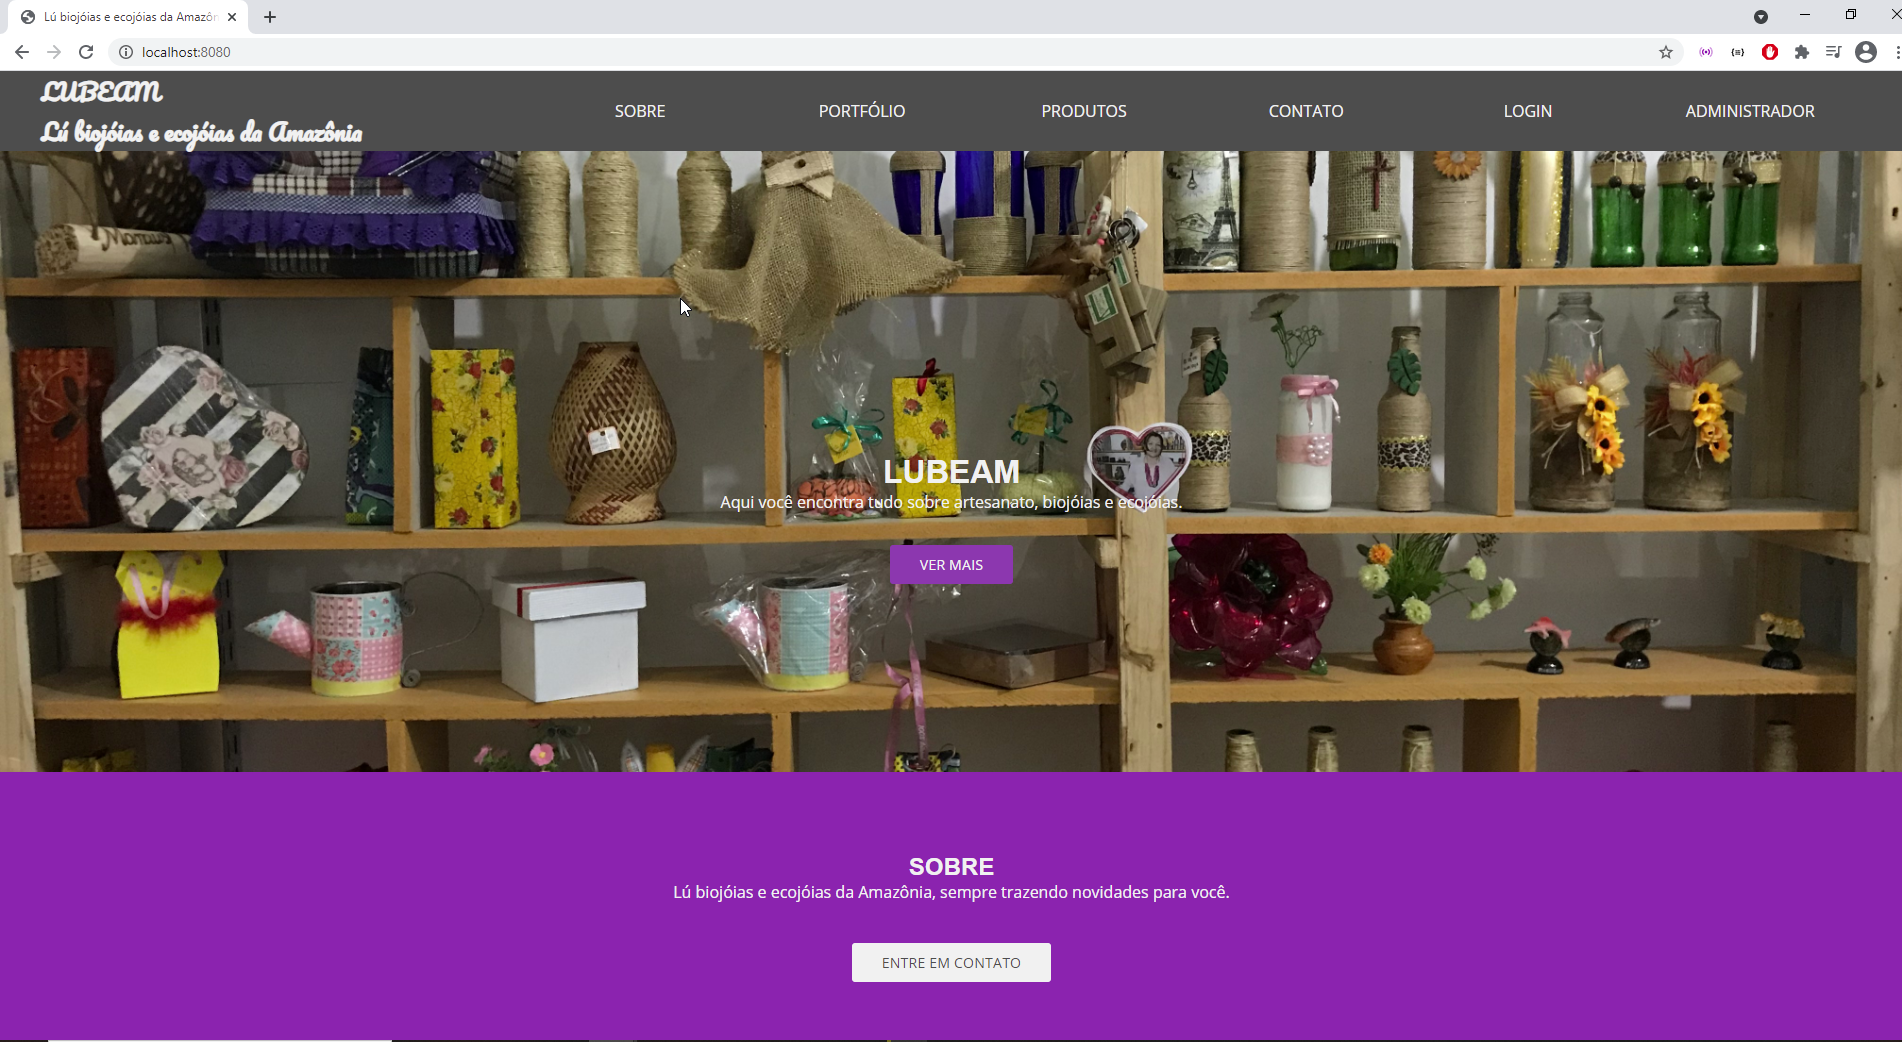 Lú biojóias e ecojóias da Amazôn
localhost:8080
LUBEAM
Lú biojóias e ecojóias da Amazônia
SOBRE
PORTFÓLIO
PRODUTOS
CONTATO
LOGIN
ADMINISTRADOR
Manaus
LUBEAM
Aqui você encontra tudo sobre artesanato, biojóias e ecojóias.
VER MAIS
SOBRE
Lú biojóias e ecojóias da Amazônia, sempre trazendo novidades para você.
ENTRE EM CONTATO